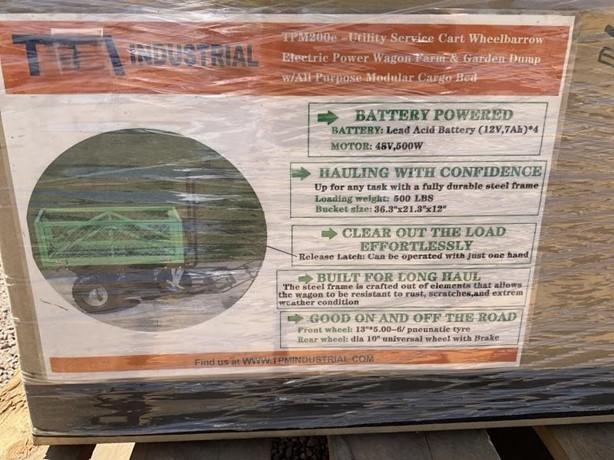 TPM200e -Utility Service Cart Wheelbarrow
INDUSTRIAL
Electric Power Wagon Farm & Garden Dump
w/All Purpose Modular Cargo Bed
BATTERY POWERED
BATTERY: Lead Acid Battery (12V,7Ah)*4
MOTOR: 48V,500W
HAULING WITH CONFIDENCE
Up for any task with a fully durable steel frame
Loading weight: 500 LBS
Bucket size: 36.3"x21.3"x12"
CLEAR OUT THE LOAD
EFFORTLESSLY
Release Latch: Can be operated with just one hand
BUILT FOR LONG HAUL
The steel frame is crafted out of elements that allows
the wagon to be resistant to rust, scratches,and extrem
weather condition
GOOD ON AND OFF THE ROAD
Front wheel: 13"*5.00-6/ pneunatic tyre
Rear wheel: dia 10" universal wheel with Brake
Find us at WWW.TPMINDUSTRIAL.COM